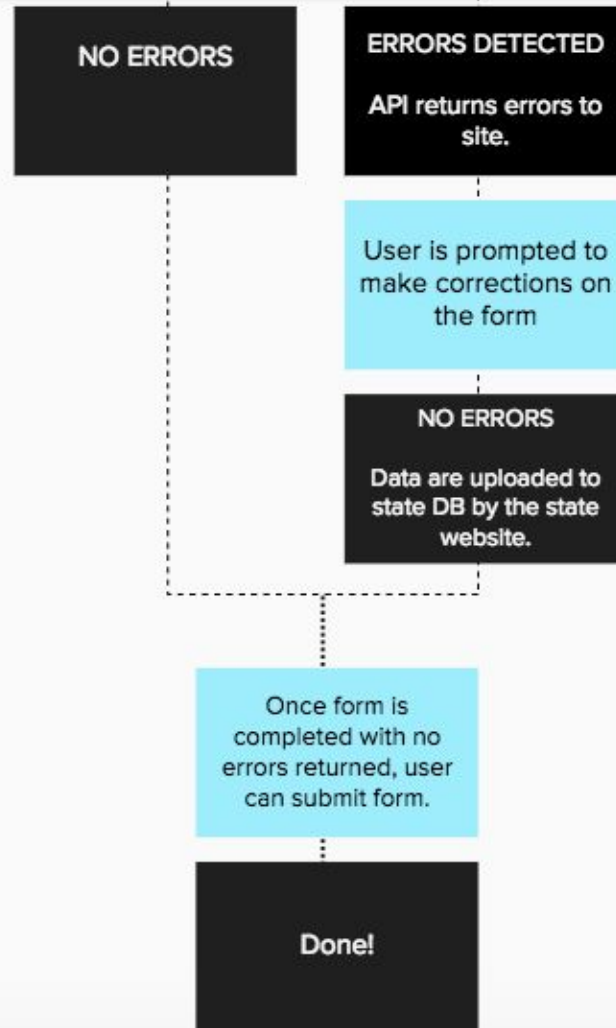 NO ERRORS
ERRORS DETECTED
API returns errors to
site.
User is prompted to
make corrections on
the form
NO ERRORS
Data are uploaded to
state DB by the state
website.
Once form is
completed with no
errors returned, user
can submit form.
Done!